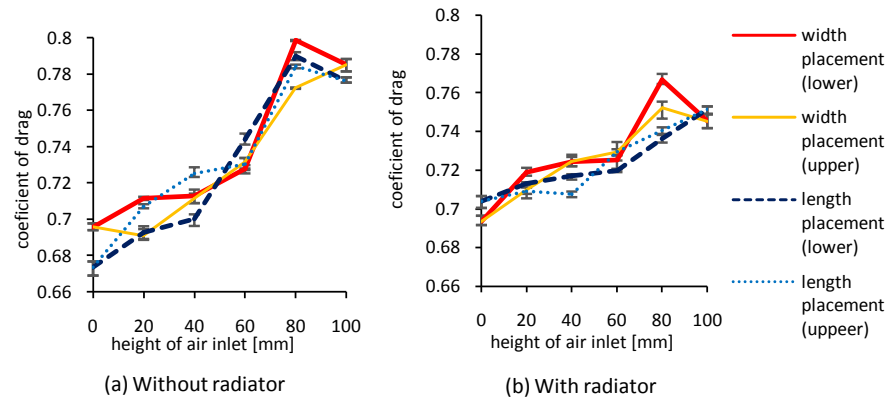 coeficient of drag
0.8
0.78
0.76
0.74
0.72
0.7
0.68
0.66
0 20 40 60 80 100
height of air inlet [mm]
(a) Without radiator
coeficient of drag
0.8
0.78
0.76
0.74
0.72
0.7
0.68
0.66
0 20 40 60 80 100
height of air inlet [mm]
(b) With radiator
width
placement
(lower)
width
placement
(upper)
length
placement
(lower)
length
placement
(uppeer)